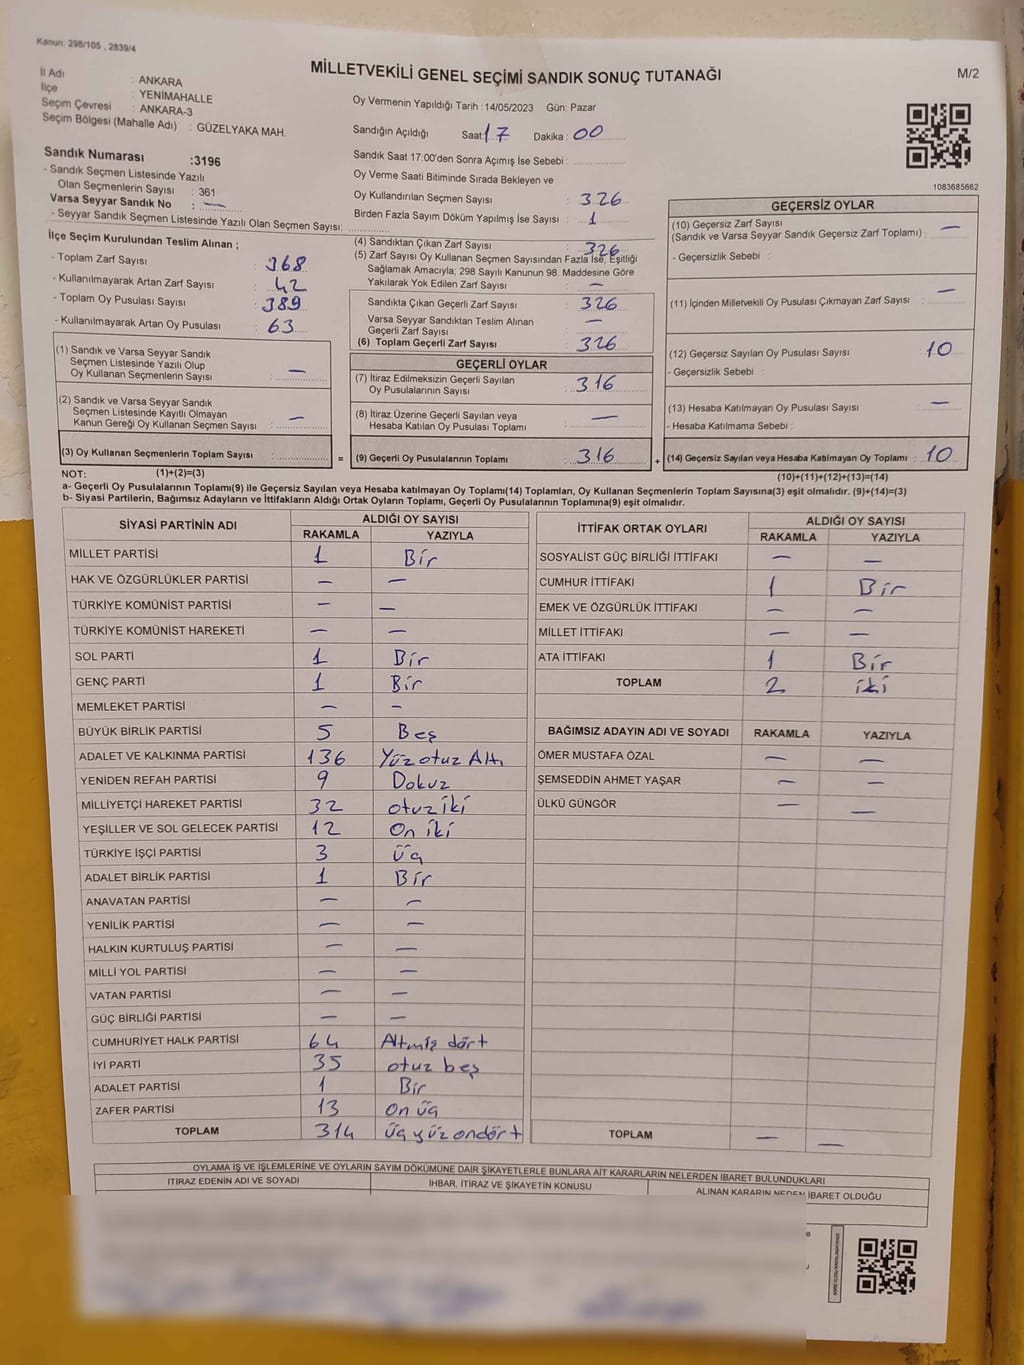 Kanun: 298/105 , 2839/4
MİLLETVEKİLİ GENEL SEÇİMİ SANDIK SONUÇ TUTANAĞI
M/2
İl Adı : ANKARA
İlçe : YENİMAHALLE
Seçim Çevresi : ANKARA-3
Seçim Bölgesi (Mahalle Adı) : GÜZELYAKA MAH.
Sandık Numarası :3196
- Sandık Seçmen Listesinde Yazılı
Olan Seçmenlerin Sayısı : 361
Varsa Seyyar Sandık No : —
- Seyyar Sandık Seçmen Listesinde Yazılı Olan Seçmen Sayısı:
İlçe Seçim Kurulundan Teslim Alınan ;
- Toplam Zarf Sayısı : 368
- Kullanılmayarak Artan Zarf Sayısı : 42
- Toplam Oy Pusulası Sayısı : 389
- Kullanılmayarak Artan Oy Pusulası : 63
Oy Vermenin Yapıldığı Tarih :14/05/2023 Gün: Pazar
Sandığın Açıldığı Saat: 17 Dakika : 00
Sandık Saat 17:00'den Sonra Açımış İse Sebebi :
Oy Verme Saati Bitiminde Sırada Bekleyen ve
Oy Kullandırılan Seçmen Sayısı : 326
Birden Fazla Sayım Döküm Yapılmış İse Sayısı : 1
(4) Sandıktan Çıkan Zarf Sayısı : 326
(5) Zarf Sayısı Oy Kullanan Seçmen Sayısından Fazla İse, Eşitliği
Sağlamak Amacıyla; 298 Sayılı Kanunun 98. Maddesine Göre
Yakılarak Yok Edilen Zarf Sayısı : —
Sandıkta Çıkan Geçerli Zarf Sayısı : 326
Varsa Seyyar Sandıktan Teslim Alınan
Geçerli Zarf Sayısı : —
(6) Toplam Geçerli Zarf Sayısı : 326
1083685662
GEÇERSİZ OYLAR
(10) Geçersiz Zarf Sayısı
(Sandık ve Varsa Seyyar Sandık Geçersiz Zarf Toplamı) : —
- Geçersizlik Sebebi :
(11) İçinden Milletvekili Oy Pusulası Çıkmayan Zarf Sayısı : —
(12) Geçersiz Sayılan Oy Pusulası Sayısı : 10
- Geçersizlik Sebebi :
(13) Hesaba Katılmayan Oy Pusulası Sayısı : —
- Hesaba Katılmama Sebebi :
(1) Sandık ve Varsa Seyyar Sandık
Seçmen Listesinde Yazılı Olup
Oy Kullanan Seçmenlerin Sayısı : —
(2) Sandık ve Varsa Seyyar Sandık
Seçmen Listesinde Kayıtlı Olmayan
Kanun Gereği Oy Kullanan Seçmen Sayısı : —
GEÇERLİ OYLAR
(7) İtiraz Edilmeksizin Geçerli Sayılan
Oy Pusulalarının Sayısı : 316
(8) İtiraz Üzerine Geçerli Sayılan veya
Hesaba Katılan Oy Pusulası Toplamı : —
(3) Oy Kullanan Seçmenlerin Toplam Sayısı : = (9) Geçerli Oy Pusulalarının Toplamı : 316 + (14) Geçersiz Sayılan veya Hesaba Katılmayan Oy Toplamı : 10
NOT: (1)+(2)=(3) (10)+(11)+(12)+(13)=(14)
a- Geçerli Oy Pusulalarının Toplamı(9) ile Geçersiz Sayılan veya Hesaba katılmayan Oy Toplamı(14) Toplamları, Oy Kullanan Seçmenlerin Toplam Sayısına(3) eşit olmalıdır. (9)+(14)=(3)
b- Siyasi Partilerin, Bağımsız Adayların ve İttifakların Aldığı Ortak Oyların Toplamı, Geçerli Oy Pusulalarının Toplamına(9) eşit olmalıdır.
SİYASİ PARTİNİN ADI ALDIĞI OY SAYISI
RAKAMLA YAZIYLA
MİLLET PARTİSİ 1 Bir
HAK VE ÖZGÜRLÜKLER PARTİSİ — —
TÜRKİYE KOMÜNİST PARTİSİ — —
TÜRKİYE KOMÜNİST HAREKETİ — —
SOL PARTİ 1 Bir
GENÇ PARTİ 1 Bir
MEMLEKET PARTİSİ — —
BÜYÜK BİRLİK PARTİSİ 5 Beş
ADALET VE KALKINMA PARTİSİ 136 Yüz otuz Altı
YENİDEN REFAH PARTİSİ 9 Dokuz
MİLLİYETÇİ HAREKET PARTİSİ 32 otuz iki
YEŞİLLER VE SOL GELECEK PARTİSİ 12 On iki
TÜRKİYE İŞÇİ PARTİSİ 3 üç
ADALET BİRLİK PARTİSİ 1 Bir
ANAVATAN PARTİSİ — —
YENİLİK PARTİSİ — —
HALKIN KURTULUŞ PARTİSİ — —
MİLLİ YOL PARTİSİ — —
VATAN PARTİSİ — —
GÜÇ BİRLİĞİ PARTİSİ — —
CUMHURİYET HALK PARTİSİ 64 Altmış dört
İYİ PARTİ 35 otuz beş
ADALET PARTİSİ 1 Bir
ZAFER PARTİSİ 13 On üç
TOPLAM 314 üç yüz ondört
İTTİFAK ORTAK OYLARI ALDIĞI OY SAYISI
RAKAMLA YAZIYLA
SOSYALİST GÜÇ BİRLİĞİ İTTİFAKI — —
CUMHUR İTTİFAKI 1 Bir
EMEK VE ÖZGÜRLÜK İTTİFAKI — —
MİLLET İTTİFAKI — —
ATA İTTİFAKI 1 Bir
TOPLAM 2 iki
BAĞIMSIZ ADAYIN ADI VE SOYADI RAKAMLA YAZIYLA
ÖMER MUSTAFA ÖZAL — —
ŞEMSEDDİN AHMET YAŞAR — —
ÜLKÜ GÜNGÖR — —
TOPLAM — —
OYLAMA İŞ VE İŞLEMLERİNE VE OYLARIN SAYIM DÖKÜMÜNE DAİR ŞİKAYETLERLE BUNLARA AİT KARARLARIN NELERDEN İBARET BULUNDUKLARI
İTİRAZ EDENİN ADI VE SOYADI İHBAR, İTİRAZ VE ŞİKAYETİN KONUSU ALINAN KARARIN NEDEN İBARET OLDUĞU